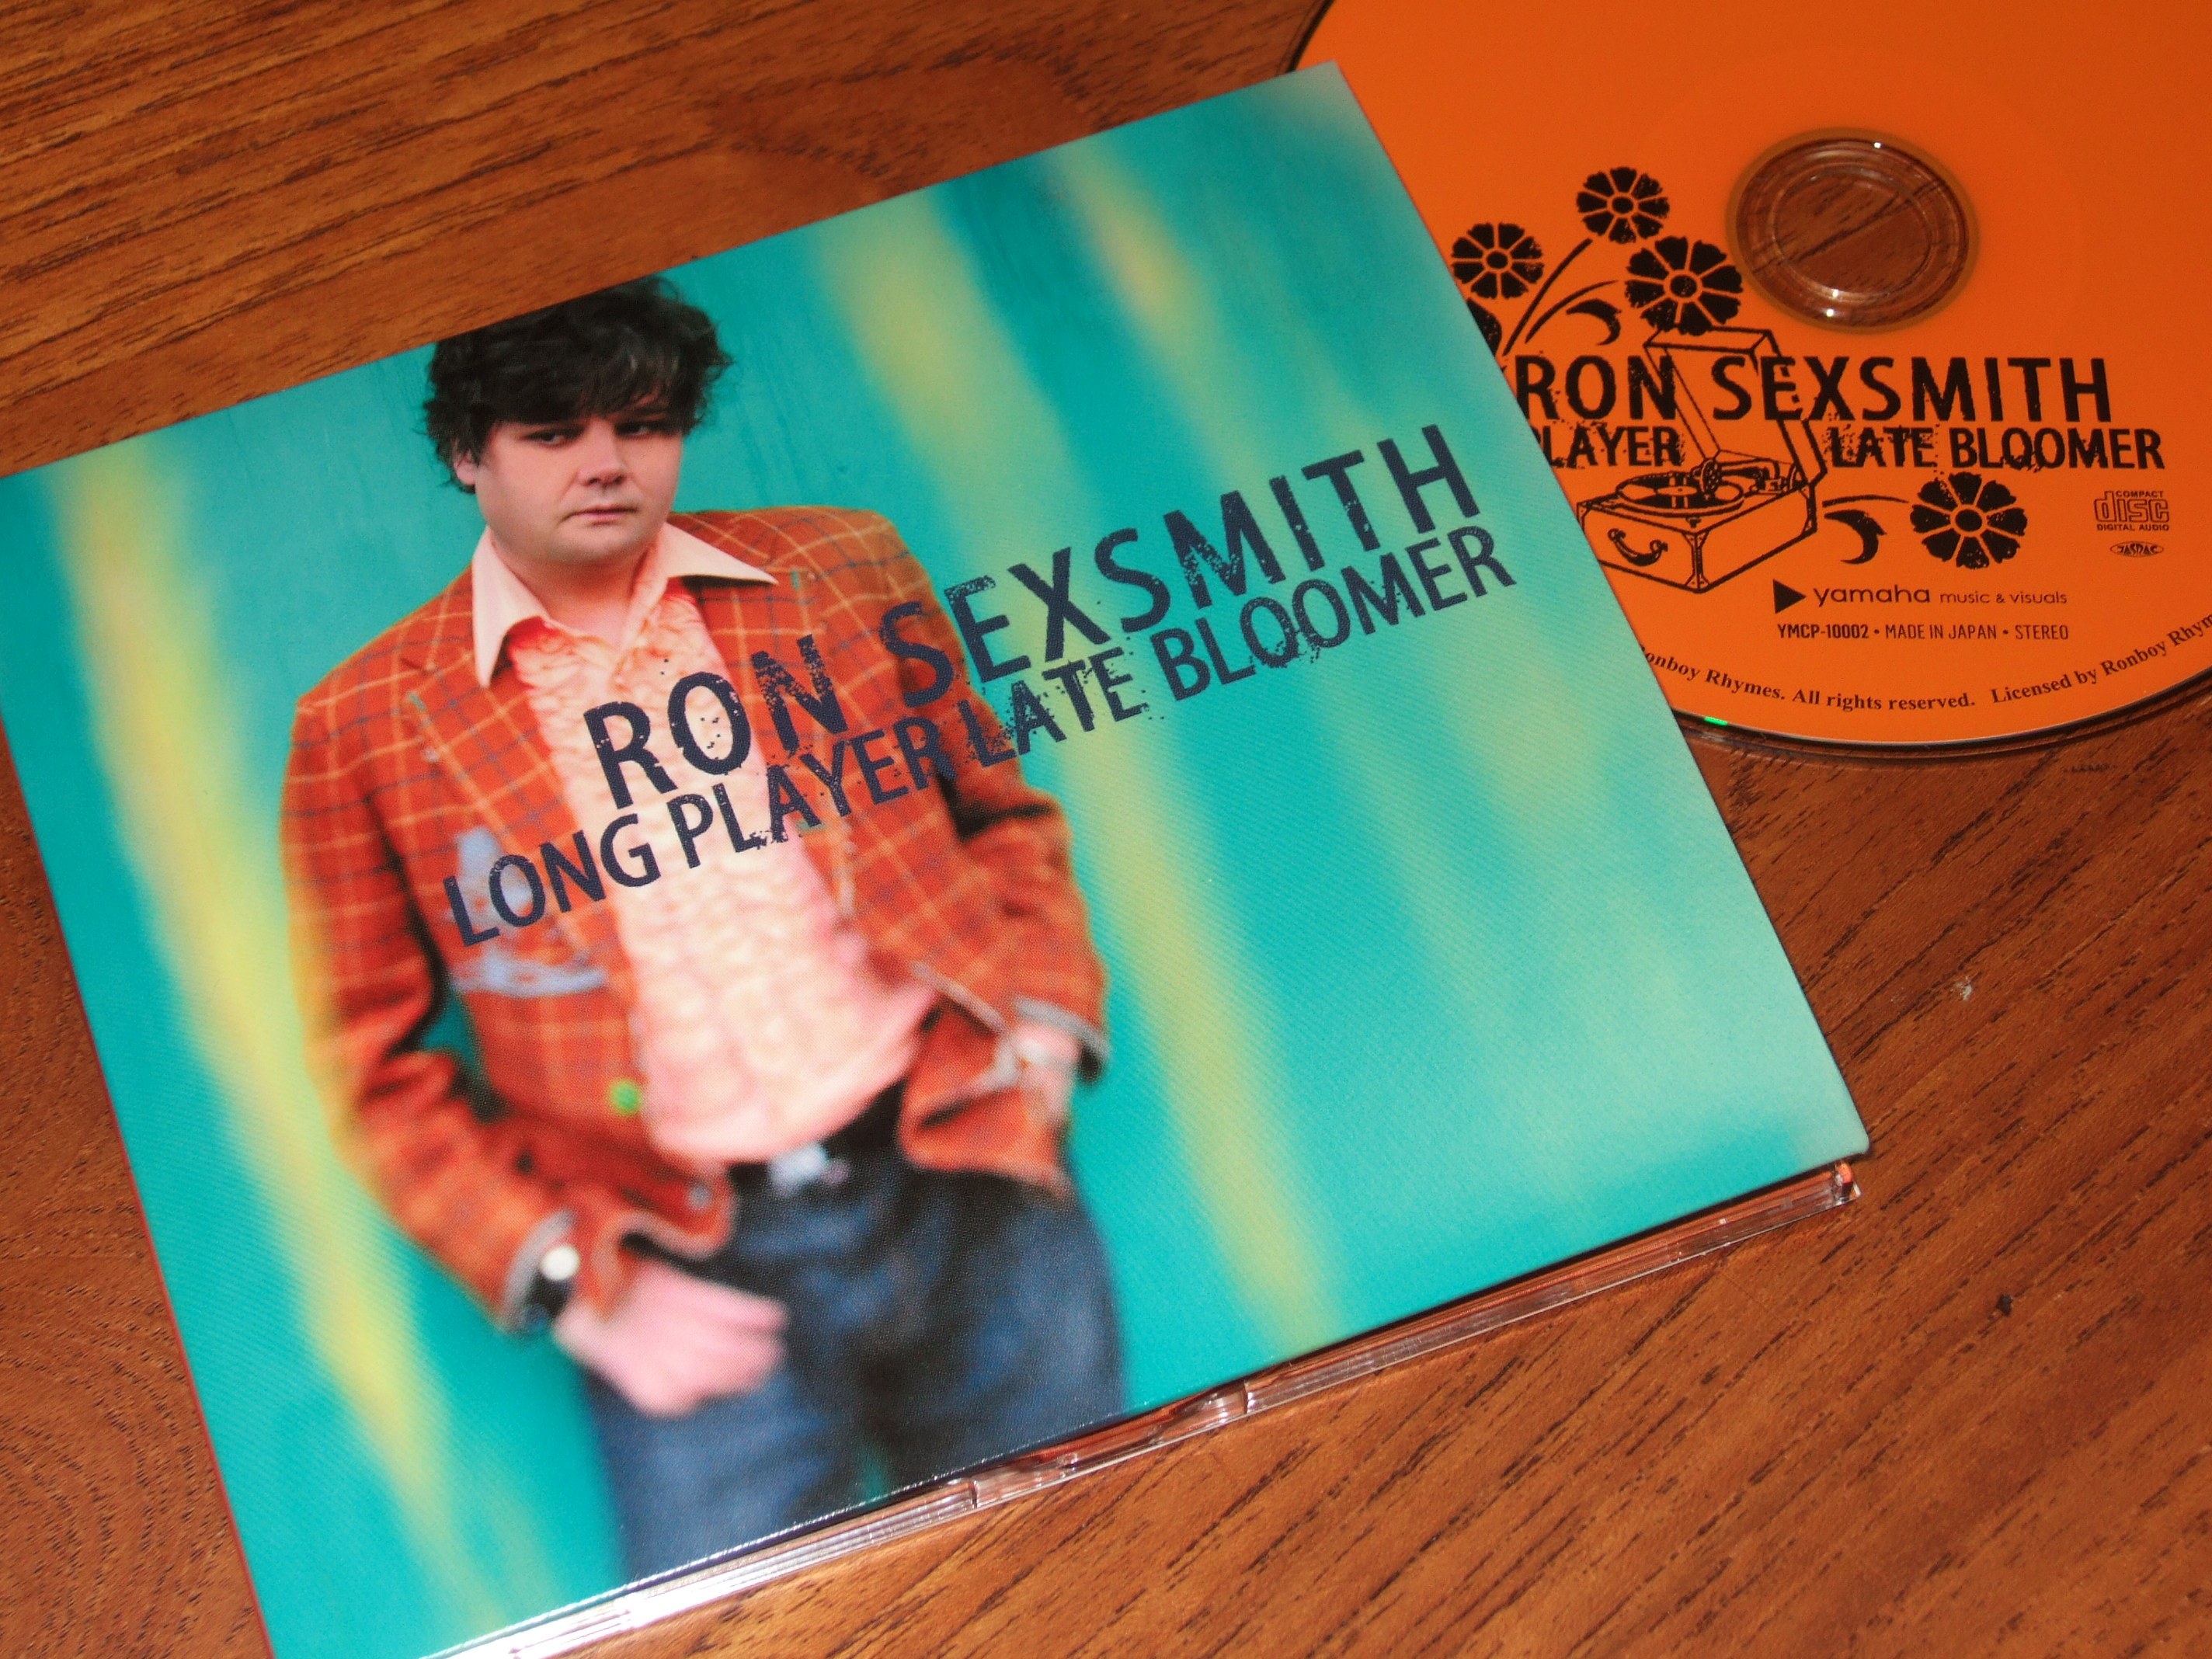 RON SEXSMITH
LONG PLAYER LATE BLOOMER
RON SEXSMITH
PLAYER LATE BLOOMER
COMPACT
disc
DIGITAL AUDIO
JASRAC
yamaha music & visuals
YMCP-10002 • MADE IN JAPAN • STEREO
Rhymes. All rights reserved. Licensed by Ronboy